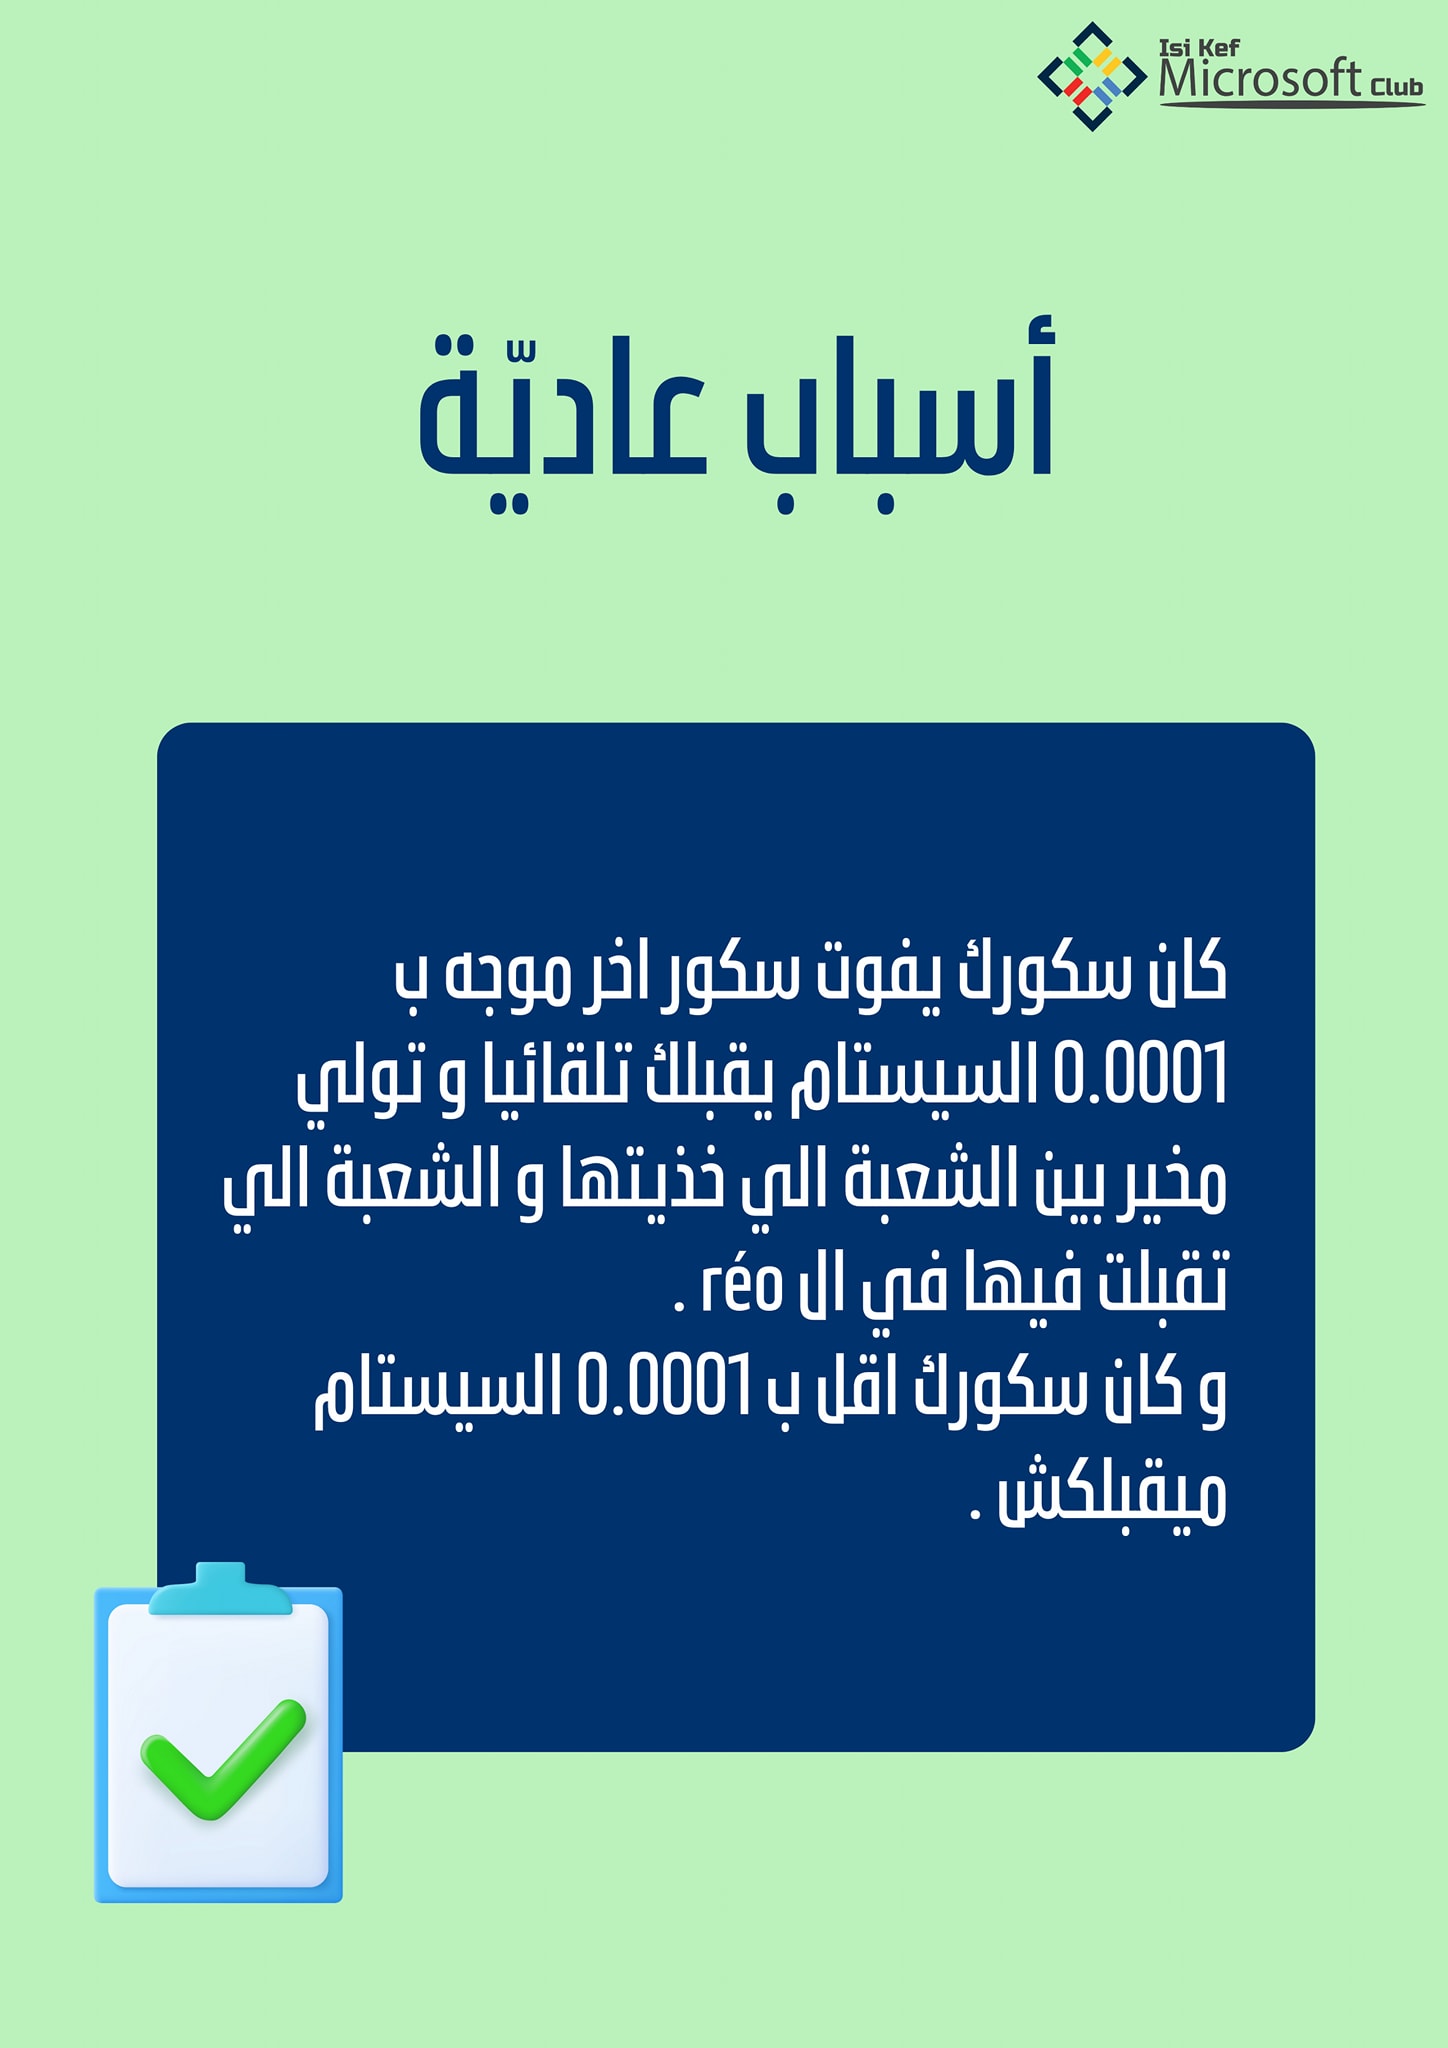 Isi Kef
Microsoft Club
أسباب عاديّة
كان سكورك يفوت سكور اخر موجه ب
0.0001 السيستام يقبلك تلقائيا و تولي
مخير بين الشعبة الي خذيتها و الشعبة الي
تقبلت فيها في ال réo .
و كان سكورك اقل ب 0.0001 السيستام
ميقبلكش .